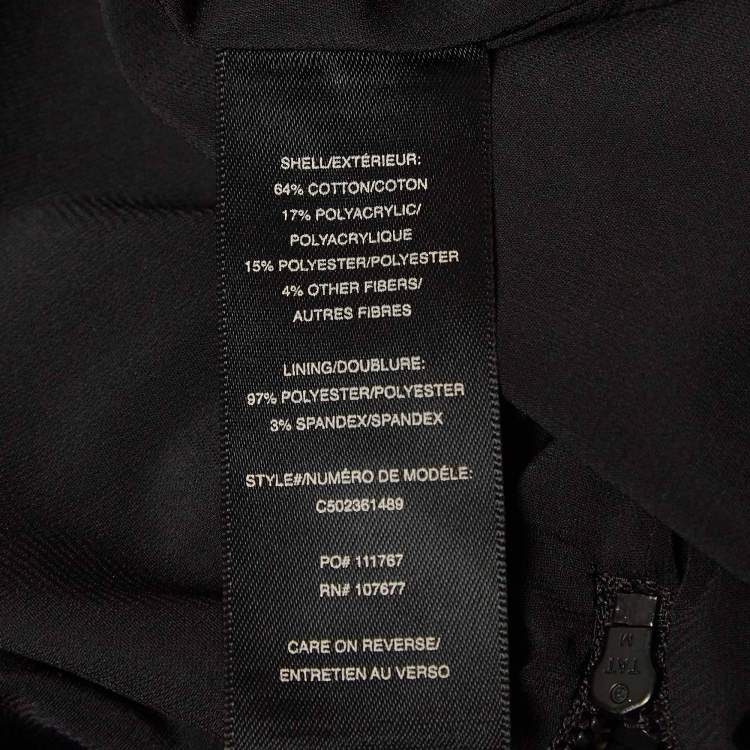 SHELL/EXTÉRIEUR:
64% COTTON/COTON
17% POLYACRYLIC/
POLYACRYLIQUE
15% POLYESTER/POLYESTER
4% OTHER FIBERS/
AUTRES FIBRES
LINING/DOUBLURE:
97% POLYESTER/POLYESTER
3% SPANDEX/SPANDEX
STYLE#/NUMÉRO DE MODÉLE:
C502361489
PO# 111767
RN# 107677
CARE ON REVERSE/
ENTRETIEN AU VERSO
M
TAT
©